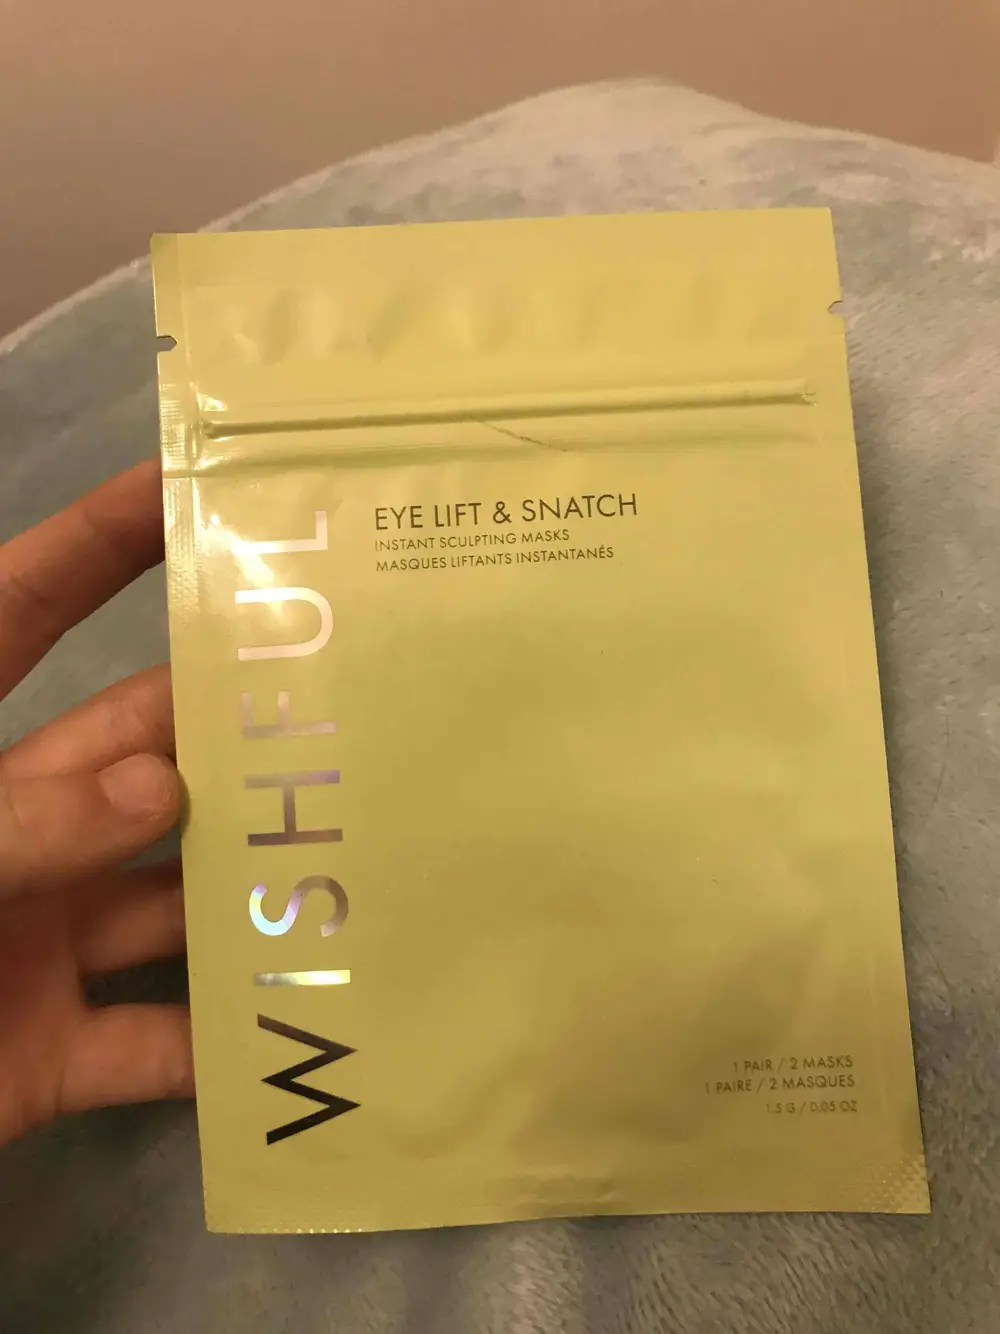 WISHFUL
EYE LIFT & SNATCH
INSTANT SCULPTING MASKS
MASQUES LIFTANTS INSTANTANÉS
1 PAIR / 2 MASKS
1 PAIRE / 2 MASQUES
1.5 G / 0.05 OZ